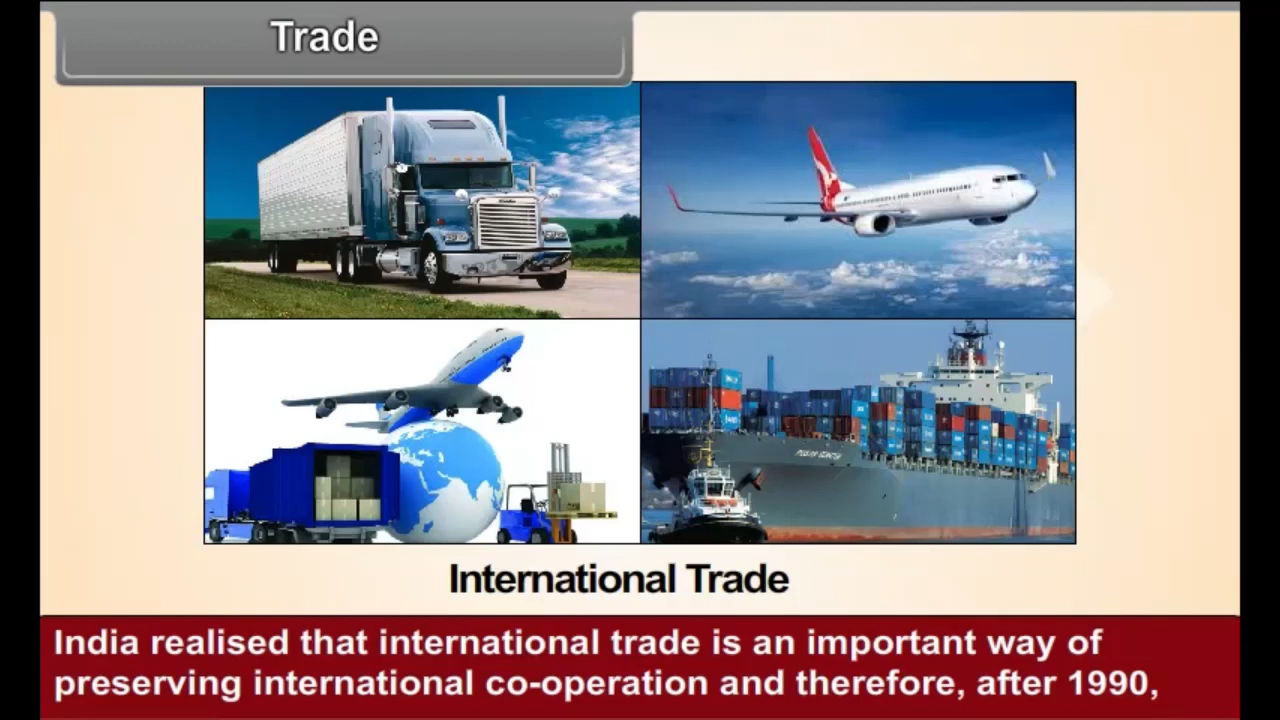 Trade
International Trade
India realised that international trade is an important way of
preserving international co-operation and therefore, after 1990,